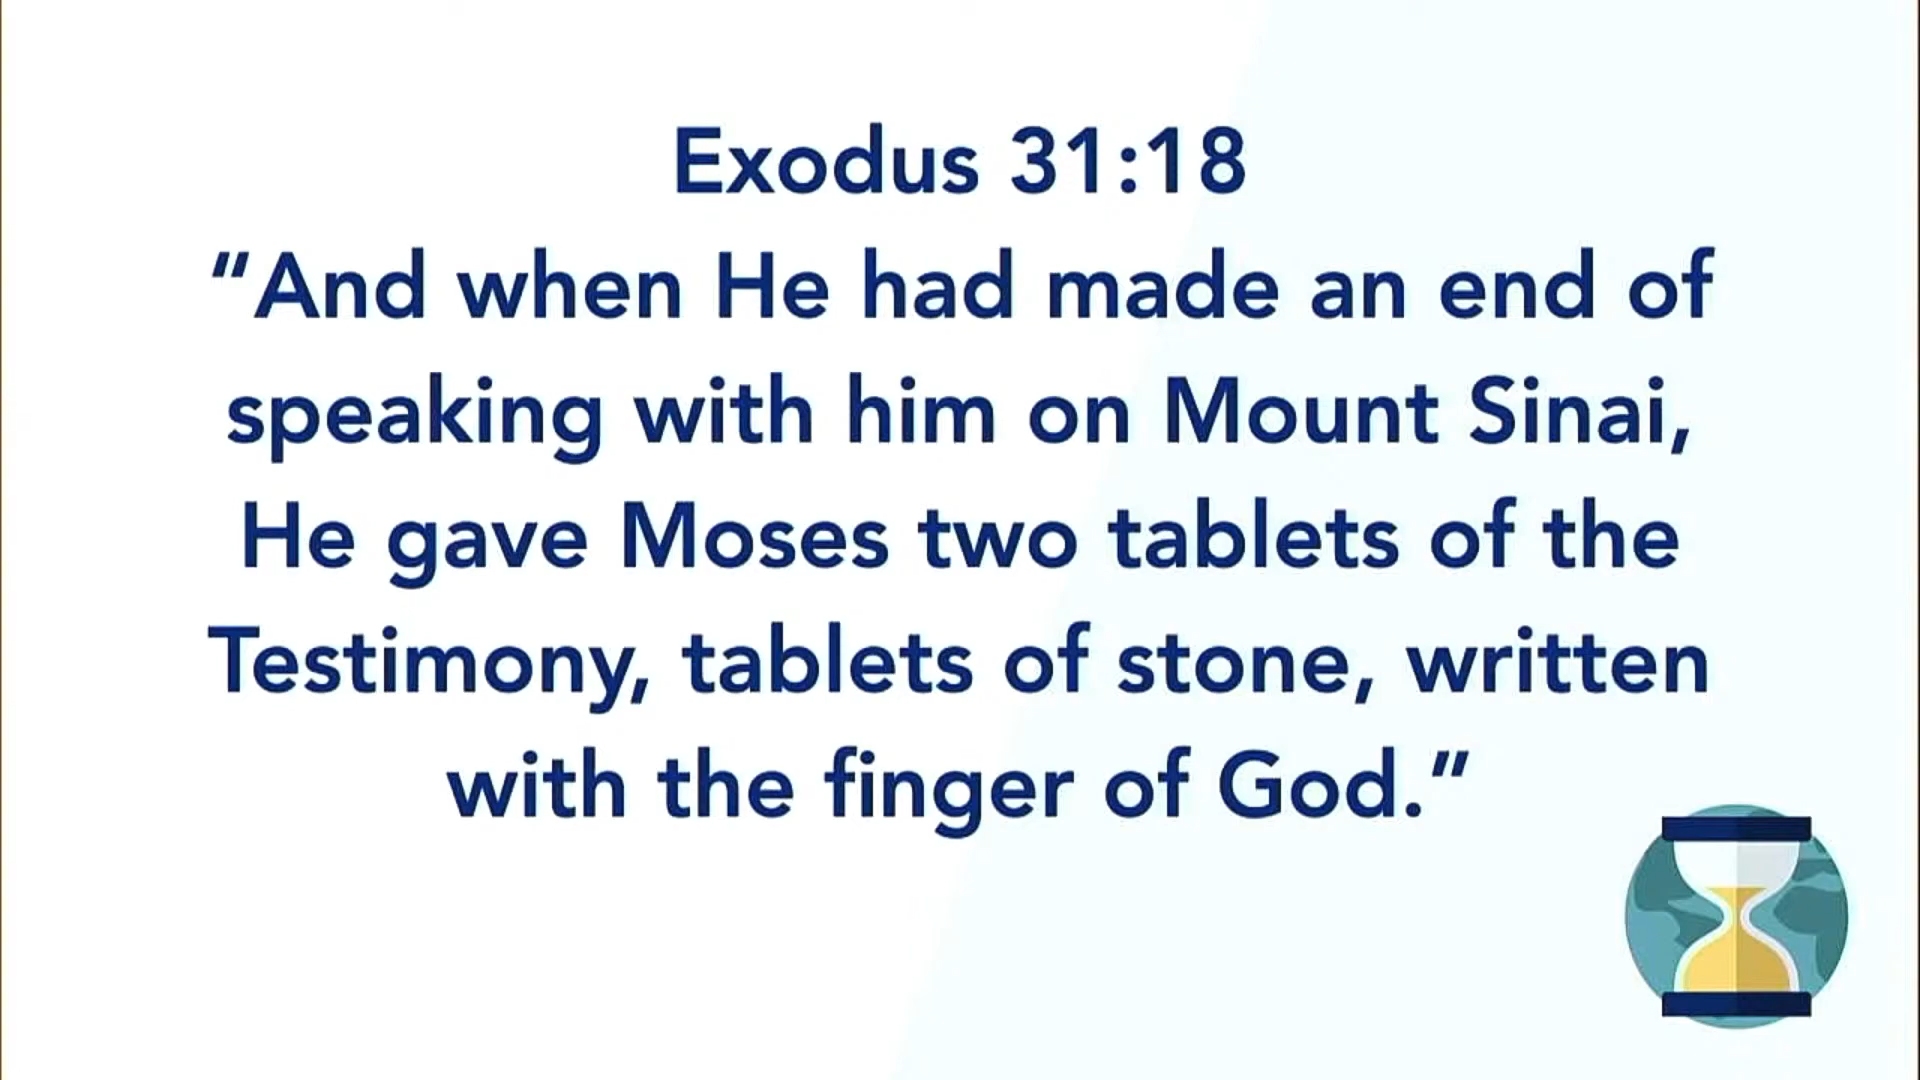 Exodus 31:18
“And when He had made an end of
speaking with him on Mount Sinai,
He gave Moses two tablets of the
Testimony, tablets of stone, written
with the finger of God.”